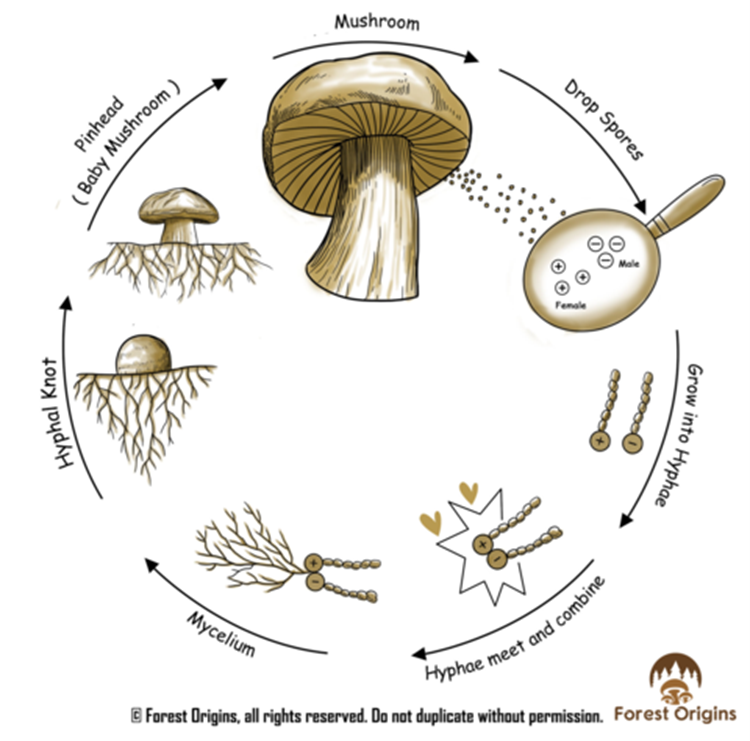 Mushroom
Drop Spores
Male
Female
Grow into Hyphae
Hyphae meet and combine
Mycelium
Hyphal Knot
Pinhead
( Baby Mushroom )
© Forest Origins, all rights reserved. Do not duplicate without permission.
Forest Origins